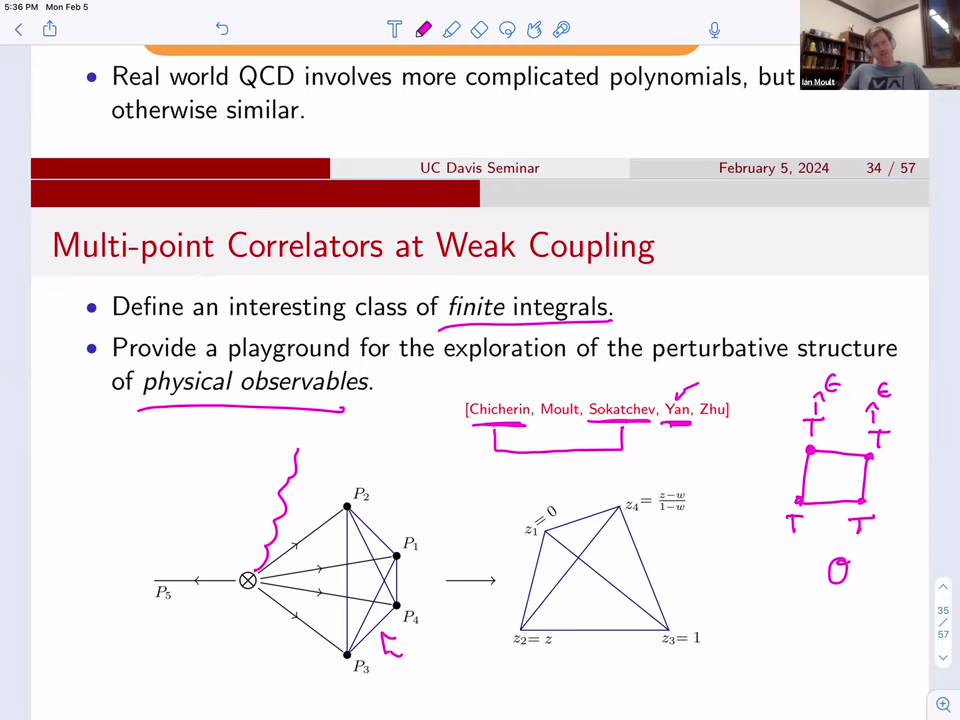 5:36 PM Mon Feb 5
Ian Moult
• Real world QCD involves more complicated polynomials, but
otherwise similar.
UC Davis Seminar February 5, 2024 34 / 57
Multi-point Correlators at Weak Coupling
• Define an interesting class of finite integrals.
• Provide a playground for the exploration of the perturbative structure
of physical observables.
[Chicherin, Moult, Sokatchev, Yan, Zhu]
ϵ ϵ
T T
T T
O
P₂
P₁
P₅
P₄
P₃
z₁=0
z₄= z−w/1−w
z₂= z
z₃= 1
35
/
57